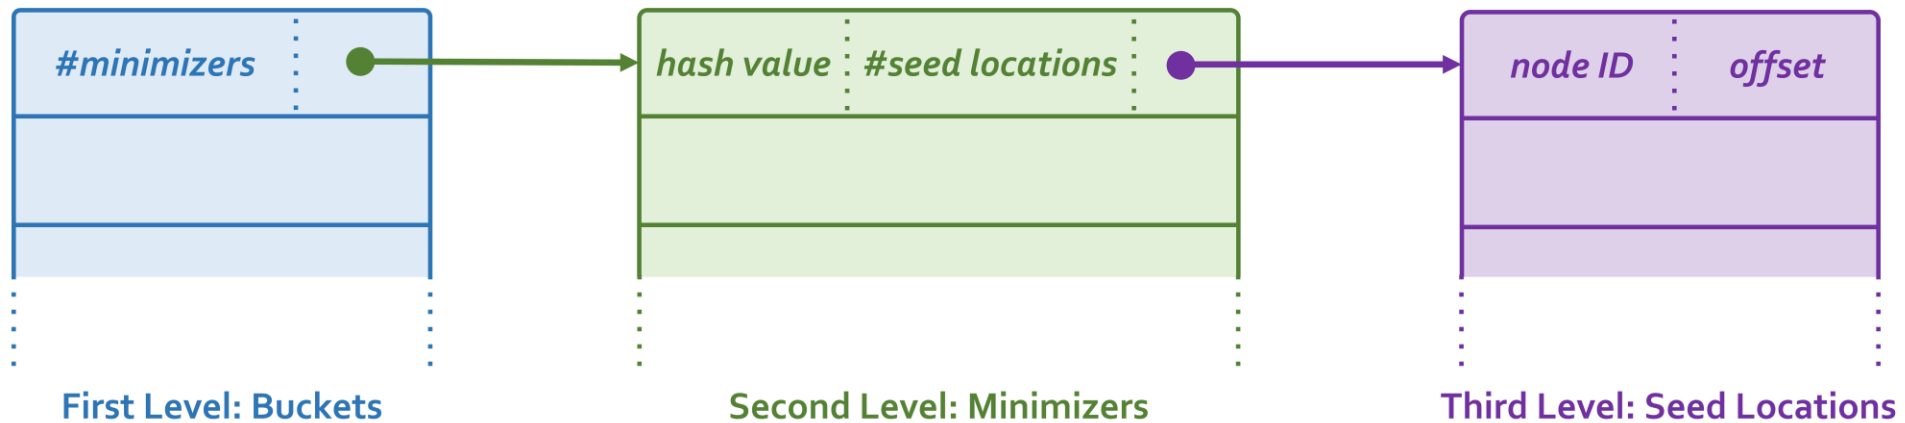 #minimizers
hash value
#seed locations
node ID
offset
First Level: Buckets
Second Level: Minimizers
Third Level: Seed Locations